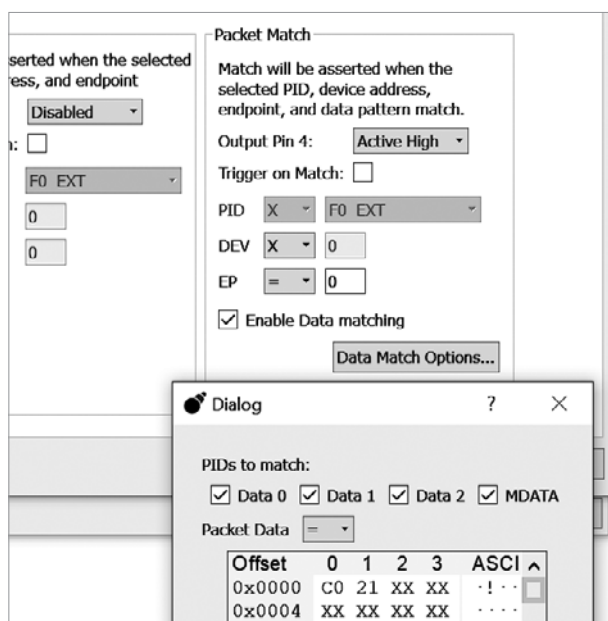 serted when the selected
ess, and endpoint
Disabled
F0 EXT
0
0
Packet Match
Match will be asserted when the
selected PID, device address,
endpoint, and data pattern match.
Output Pin 4: Active High
Trigger on Match:
PID X F0 EXT
DEV X 0
EP = 0
Enable Data matching
Data Match Options...
Dialog ?
PIDs to match:
Data 0 Data 1 Data 2 MDATA
Packet Data =
Offset 0 1 2 3 ASCI
0x0000 C0 21 XX XX ·!··
0x0004 XX XX XX XX ····